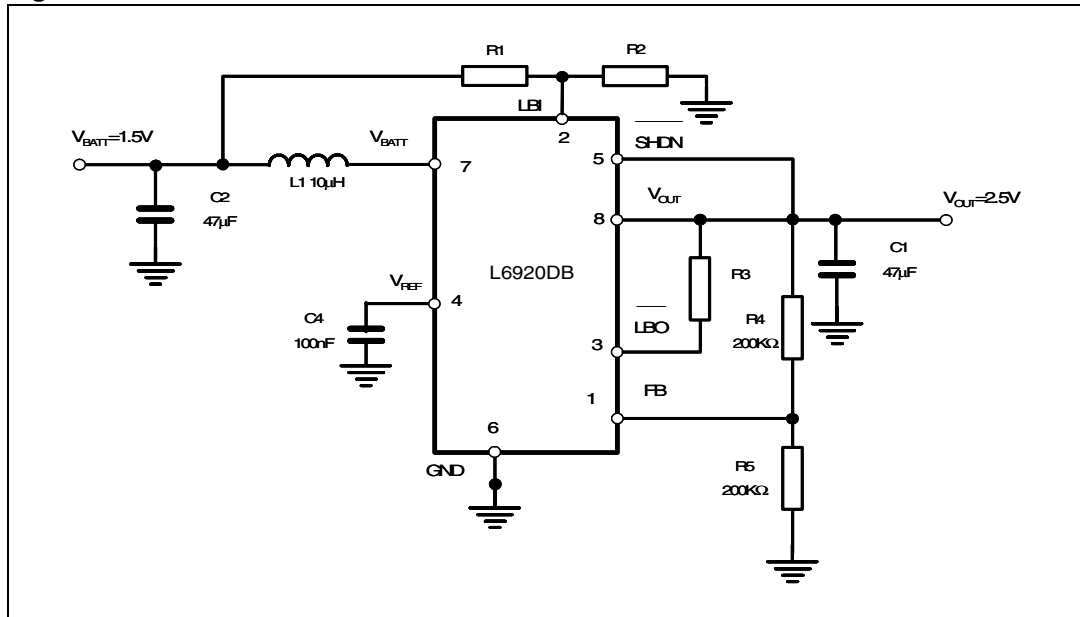 R1
R2
LBI
2
SHDN
V_BATT=1.5V
V_BATT
7
5
L1 10µH
C2
47µF
V_OUT
8
V_OUT=2.5V
C1
47µF
L6920DB
R3
V_REF
4
C4
100nF
LBO
R4
200KΩ
3
FB
1
6
GND
R5
200KΩ